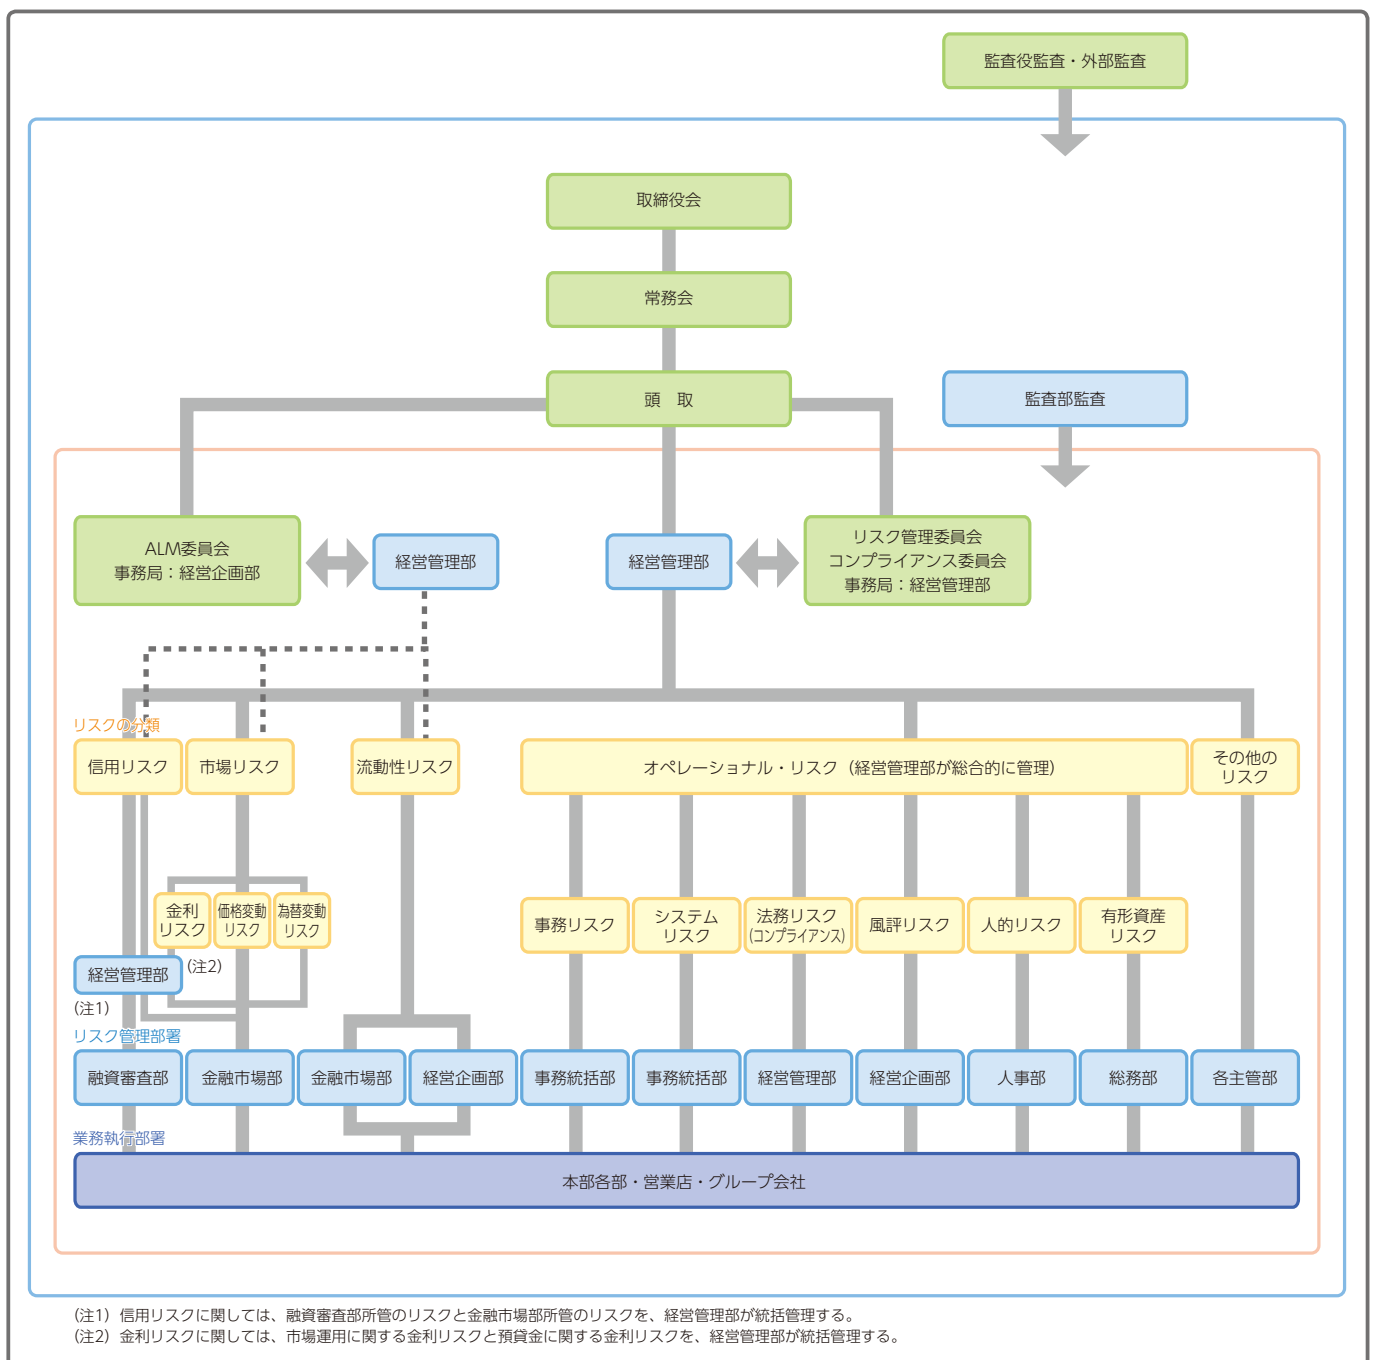 監査役監査・外部監査
取締役会
常務会
頭　取
監査部監査
ALM委員会
事務局：経営企画部
経営管理部
経営管理部
リスク管理委員会
コンプライアンス委員会
事務局：経営管理部
リスクの分類
信用リスク
市場リスク
流動性リスク
オペレーショナル・リスク（経営管理部が総合的に管理）
その他の
リスク
金利
リスク
価格変動
リスク
為替変動
リスク
事務リスク
システム
リスク
法務リスク
(コンプライアンス)
風評リスク
人的リスク
有形資産
リスク
経営管理部
（注2）
（注1）
リスク管理部署
融資審査部
金融市場部
金融市場部
経営企画部
事務統括部
事務統括部
経営管理部
経営企画部
人事部
総務部
各主管部
業務執行部署
本部各部・営業店・グループ会社
（注1）信用リスクに関しては、融資審査部所管のリスクと金融市場部所管のリスクを、経営管理部が統括管理する。
（注2）金利リスクに関しては、市場運用に関する金利リスクと預貸金に関する金利リスクを、経営管理部が統括管理する。